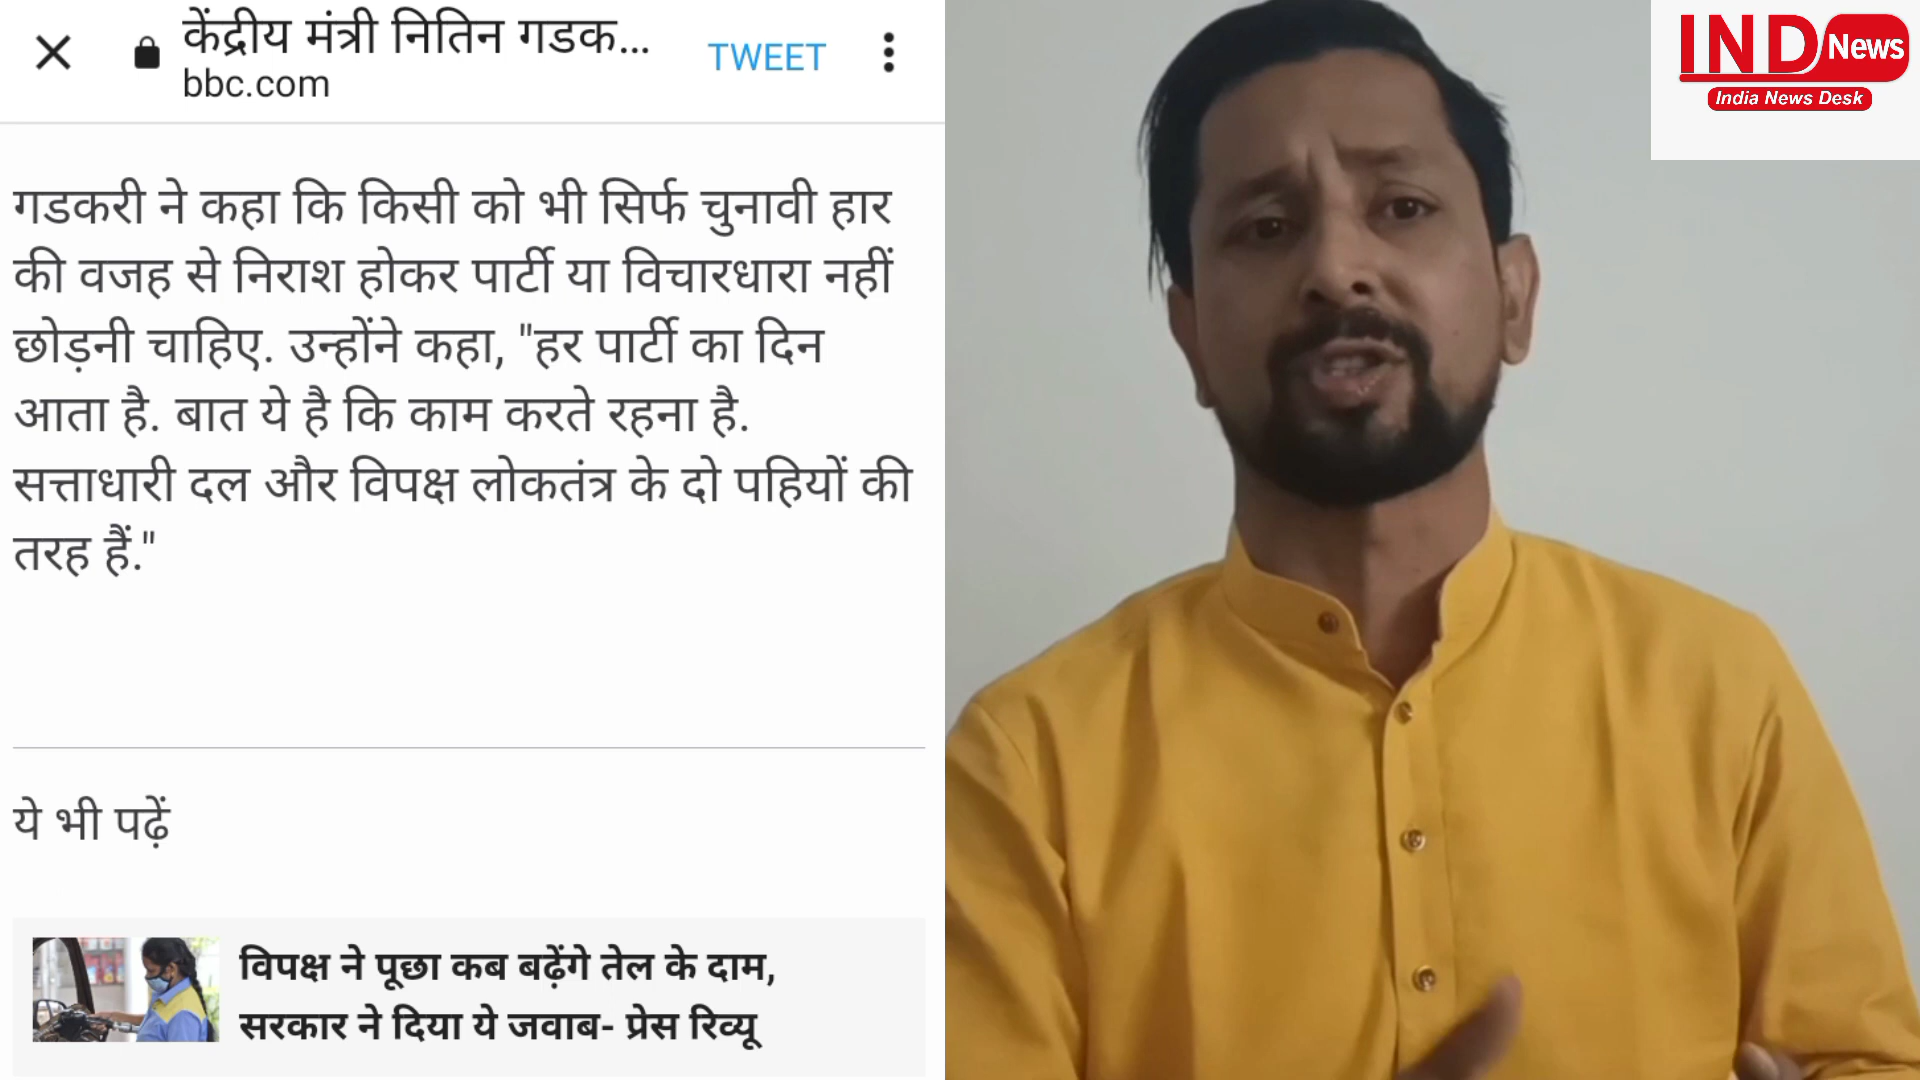 केंद्रीय मंत्री नितिन गडक...
bbc.com
TWEET
गडकरी ने कहा कि किसी को भी सिर्फ चुनावी हार
की वजह से निराश होकर पार्टी या विचारधारा नहीं
छोड़नी चाहिए. उन्होंने कहा, "हर पार्टी का दिन
आता है. बात ये है कि काम करते रहना है.
सत्ताधारी दल और विपक्ष लोकतंत्र के दो पहियों की
तरह हैं."
ये भी पढ़ें
विपक्ष ने पूछा कब बढ़ेंगे तेल के दाम,
सरकार ने दिया ये जवाब- प्रेस रिव्यू
IND News
India News Desk